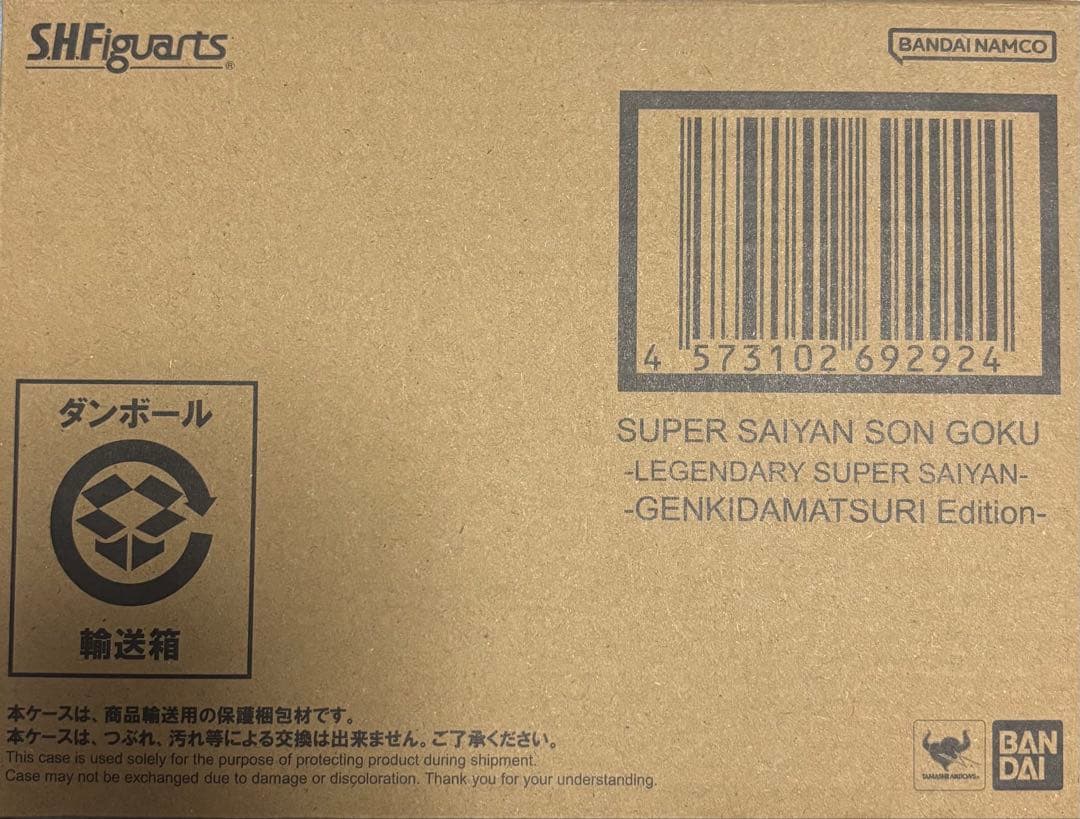 S.H.Figuarts®
BANDAI NAMCO
4 573102 692924
SUPER SAIYAN SON GOKU
-LEGENDARY SUPER SAIYAN-
-GENKIDAMATSURI Edition-
ダンボール
輸送箱
本ケースは、商品輸送用の保護梱包材です。
本ケースは、つぶれ、汚れ等による交換は出来ません。ご了承ください。
This case is used solely for the purpose of protecting product during shipment.
Case may not be exchanged due to damage or discoloration. Thank you for your understanding.
TAMASHII NATIONS
BAN
DAI